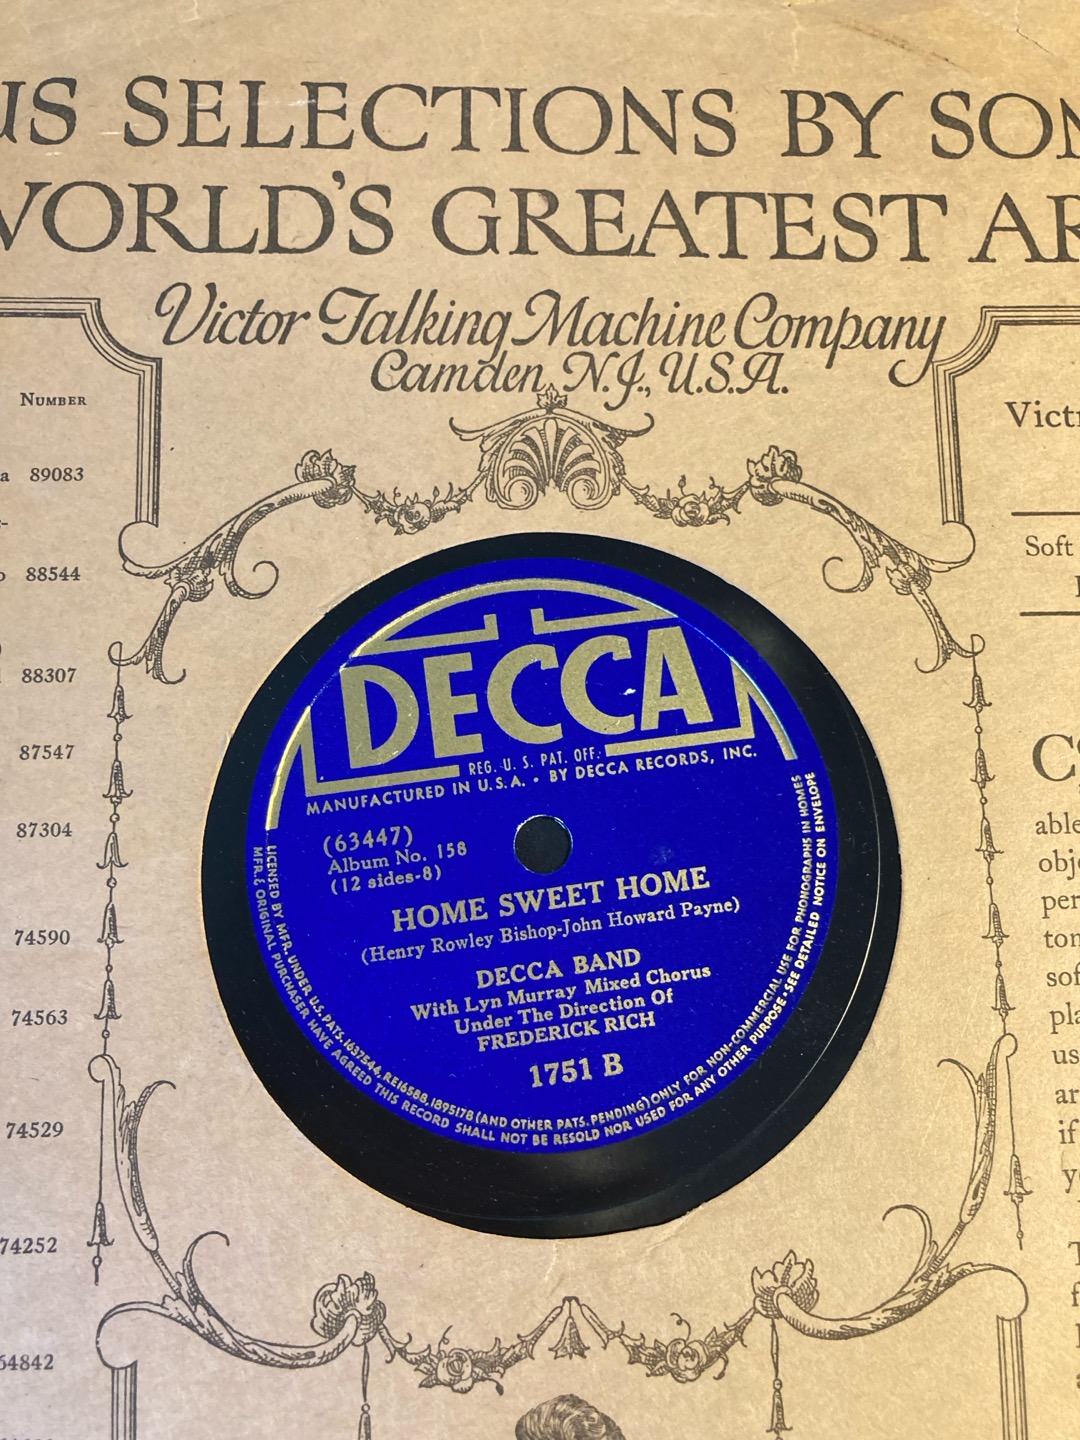 US SELECTIONS BY SON
WORLD'S GREATEST AR
Victor Talking Machine Company
Camden, N.J., U.S.A.
NUMBER
a 89083
88544
88307
87547
87304
74590
74563
74529
74252
64842
Victr
Soft
DECCA
REG. U. S. PAT. OFF.
MANUFACTURED IN U.S.A. • BY DECCA RECORDS, INC.
(63447)
Album No. 158
(12 sides-8)
HOME SWEET HOME
(Henry Rowley Bishop-John Howard Payne)
DECCA BAND
With Lyn Murray Mixed Chorus
Under The Direction Of
FREDERICK RICH
1751 B
LICENSED BY MFR. UNDER U.S. PATS. 1637544, RE16588, 1895178 (AND OTHER PATS. PENDING) ONLY FOR NON-COMMERCIAL USE FOR PHONOGRAPHS IN HOMES
MFR. & ORIGINAL PURCHASER HAVE AGREED THIS RECORD SHALL NOT BE RESOLD NOR USED FOR ANY OTHER PURPOSE • SEE DETAILED NOTICE ON ENVELOPE
able
obje
per
ton
sof
pla
us
ar
if
y